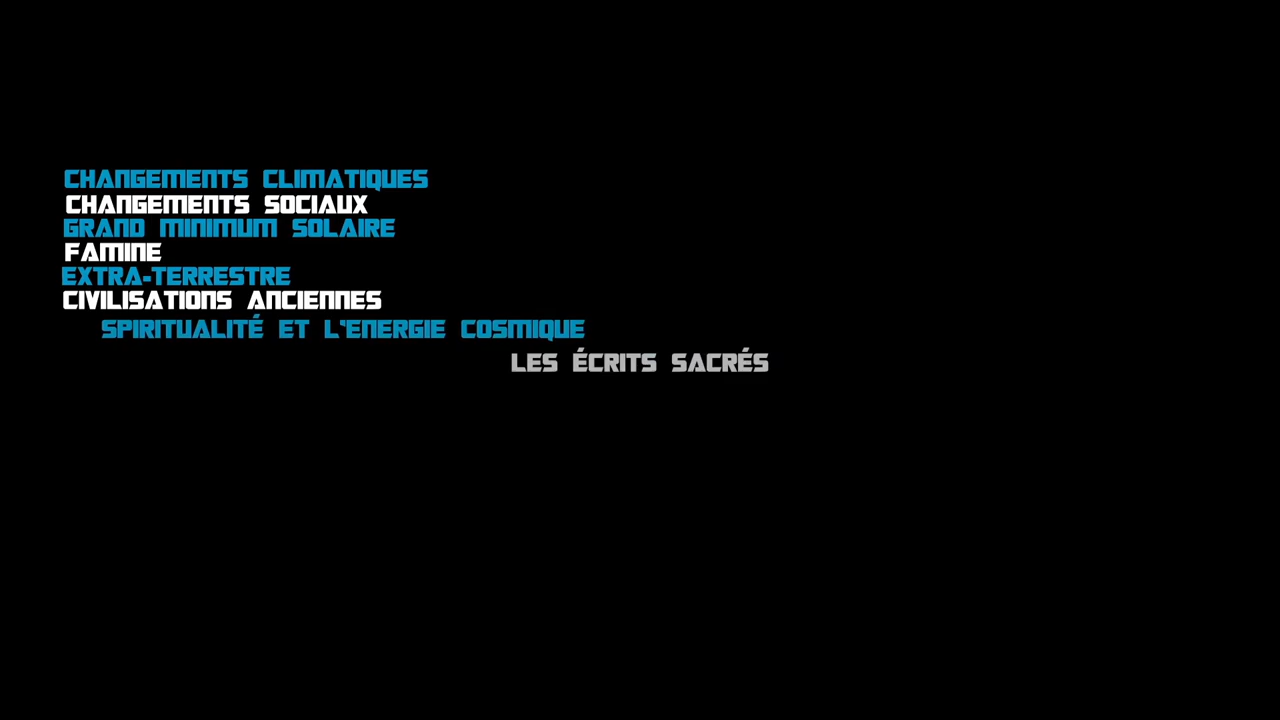 CHANGEMENTS CLIMATIQUES
CHANGEMENTS SOCIAUX
GRAND MINIMUM SOLAIRE
FAMINE
EXTRA-TERRESTRE
CIVILISATIONS ANCIENNES
SPIRITUALITÉ ET L'ENERGIE COSMIQUE
LES ÉCRITS SACRÉS